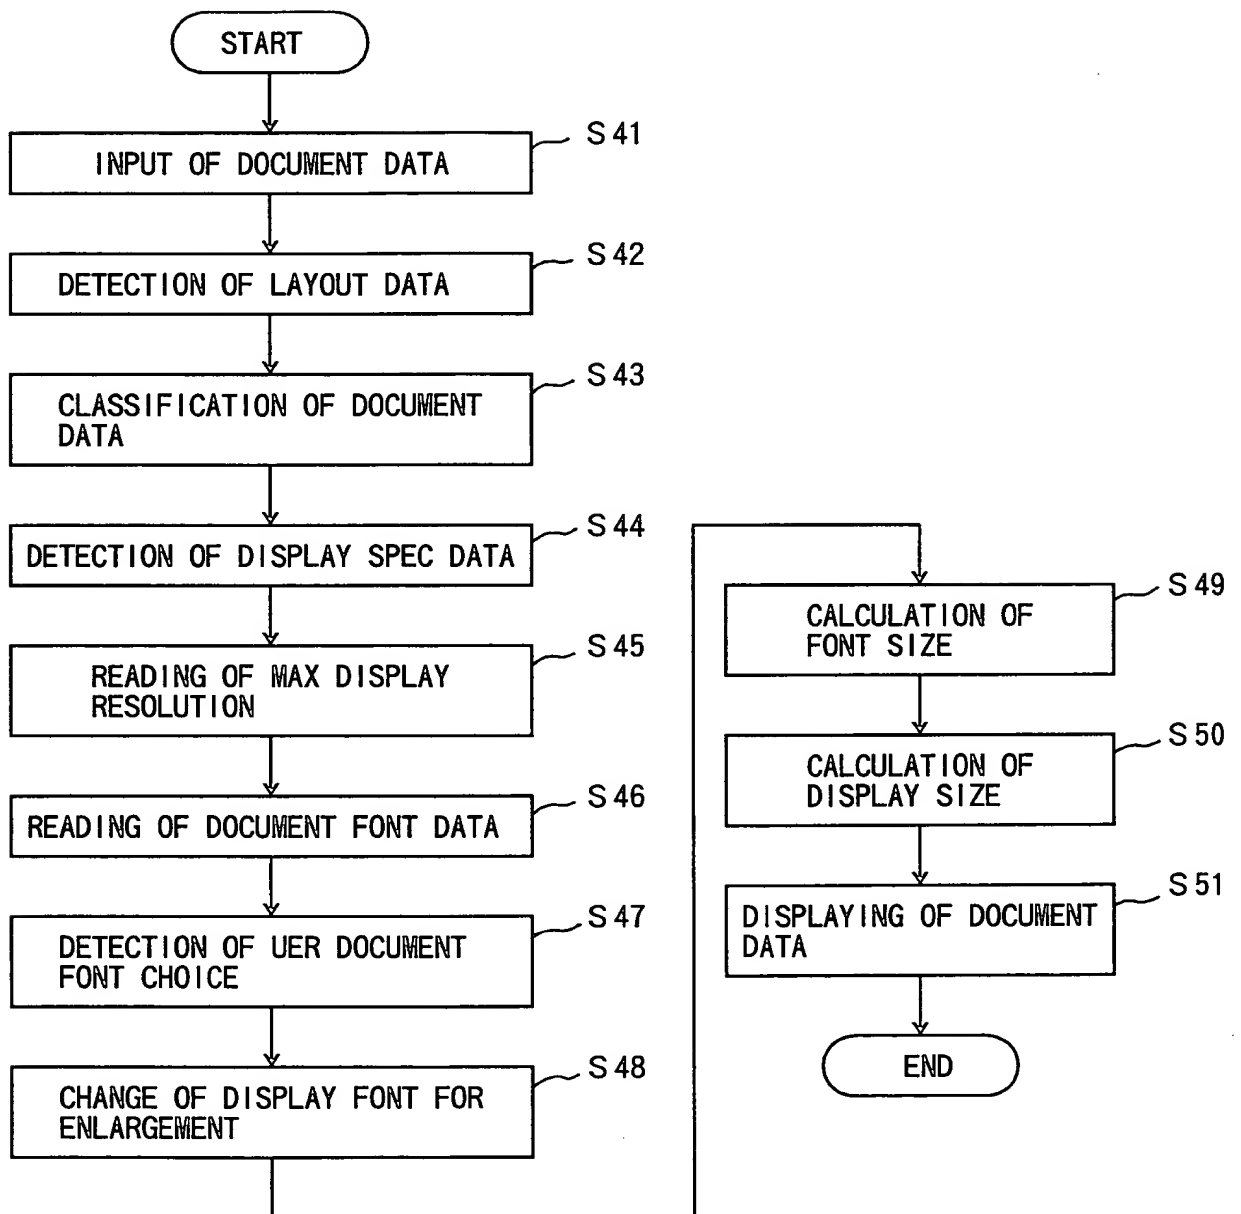 START
S41
INPUT OF DOCUMENT DATA
S42
DETECTION OF LAYOUT DATA
S43
CLASSIFICATION OF DOCUMENT
DATA
S44
DETECTION OF DISPLAY SPEC DATA
S45
READING OF MAX DISPLAY
RESOLUTION
S46
READING OF DOCUMENT FONT DATA
S47
DETECTION OF UER DOCUMENT
FONT CHOICE
S48
CHANGE OF DISPLAY FONT FOR
ENLARGEMENT
S49
CALCULATION OF
FONT SIZE
S50
CALCULATION OF
DISPLAY SIZE
S51
DISPLAYING OF DOCUMENT
DATA
END